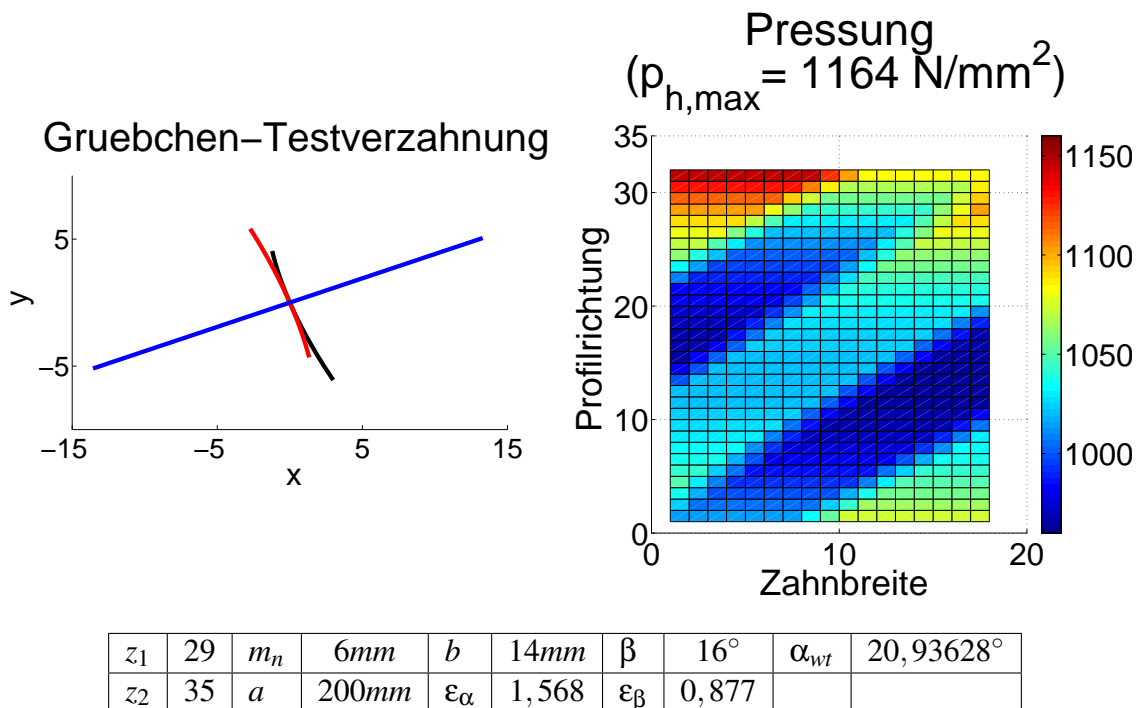 Gruebchen−Testverzahnung
5
−5
y
−15
−5
5
15
x
Pressung
(p_h,max= 1164 N/mm²)
35
30
20
10
0
Profilrichtung
0
10
20
Zahnbreite
1150
1100
1050
1000
z₁ 29 mₙ 6mm b 14mm β 16° α_wt 20,93628°
z₂ 35 a 200mm ε_α 1,568 ε_β 0,877